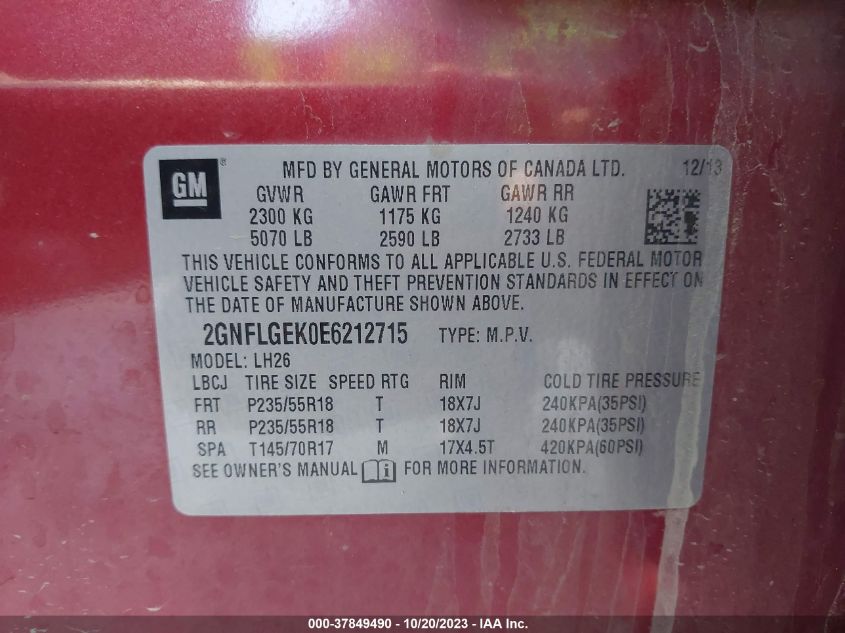 GM ® MFD BY GENERAL MOTORS OF CANADA LTD. 12/13
GVWR GAWR FRT GAWR RR
2300 KG 1175 KG 1240 KG
5070 LB 2590 LB 2733 LB
THIS VEHICLE CONFORMS TO ALL APPLICABLE U.S. FEDERAL MOTOR
VEHICLE SAFETY AND THEFT PREVENTION STANDARDS IN EFFECT ON
THE DATE OF MANUFACTURE SHOWN ABOVE.
2GNFLGEK0E6212715 TYPE: M.P.V.
MODEL: LH26
LBCJ TIRE SIZE SPEED RTG RIM COLD TIRE PRESSURE
FRT P235/55R18 T 18X7J 240KPA(35PSI)
RR P235/55R18 T 18X7J 240KPA(35PSI)
SPA T145/70R17 M 17X4.5T 420KPA(60PSI)
SEE OWNER'S MANUAL i FOR MORE INFORMATION.
000-37849490 - 10/20/2023 - IAA Inc.